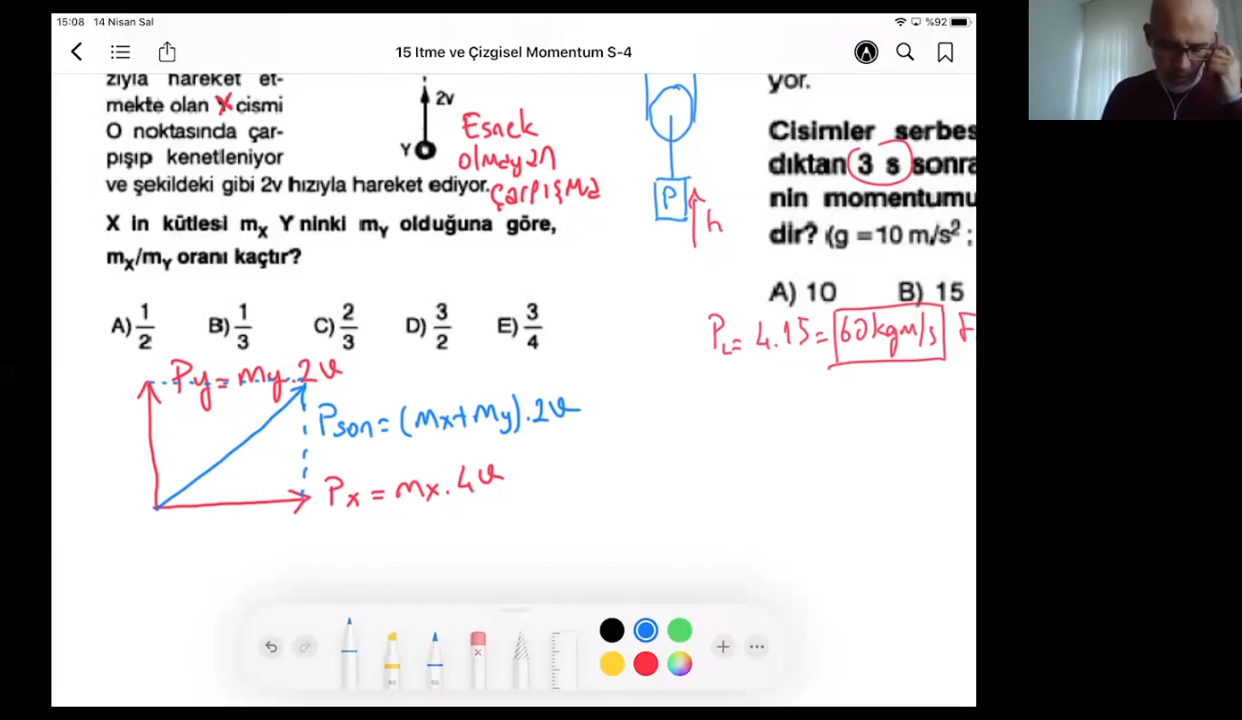 15:08 14 Nisan Sal
%92
15 Itme ve Çizgisel Momentum S-4
zıyla hareket et-
mekte olan X cismi
O noktasında çar-
pışıp kenetleniyor
ve şekildeki gibi 2v hızıyla hareket ediyor.
2v
Y
Esnek
olmayan
çarpışma
X in kütlesi mX Y ninki mY olduğuna göre,
mX/mY oranı kaçtır?
A) 1/2 B) 1/3 C) 2/3 D) 3/2 E) 3/4
Py = my.2v
Pson = (mx+my).2v
Px = mx.4v
P
h
yor.
Cisimler serbes
dıktan 3 s sonra
nin momentumu
dir? (g = 10 m/s² ;
A) 10 B) 15
PL = 4.15 = 60 kgm/s F